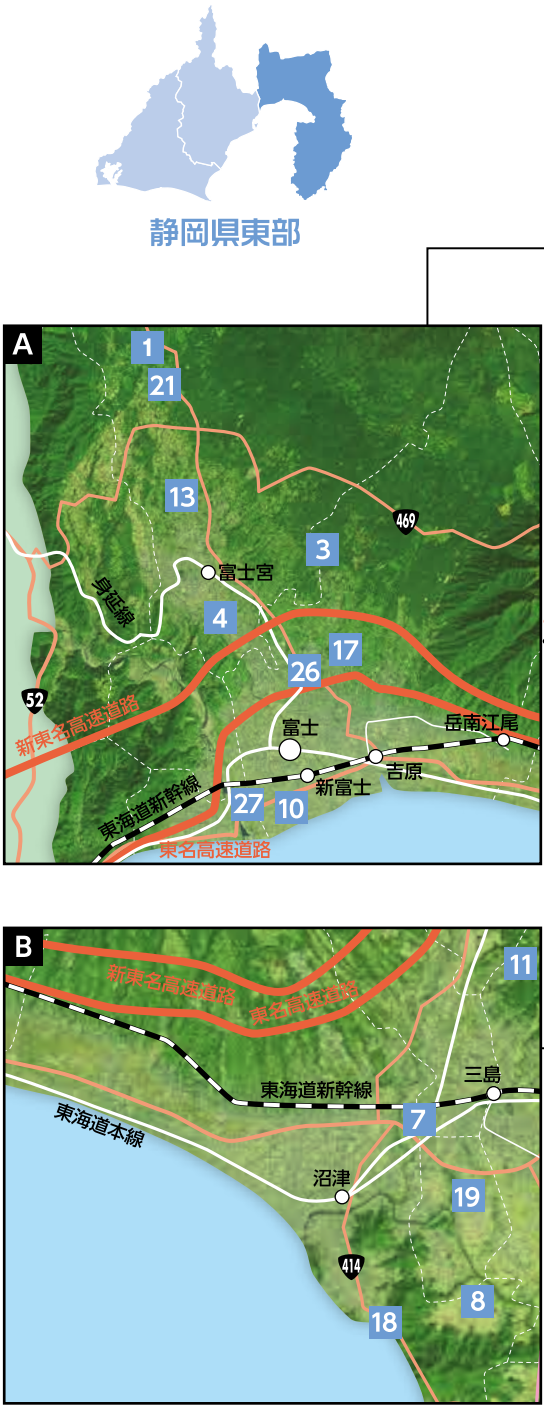 静岡県東部
A
1
21
13
469
3
富士宮
身延線
4
17
26
52
新東名高速道路
富士
岳南江尾
吉原
新富士
東海道新幹線
27
10
東名高速道路
B
11
新東名高速道路
東名高速道路
三島
東海道新幹線
7
東海道本線
沼津
19
414
8
18